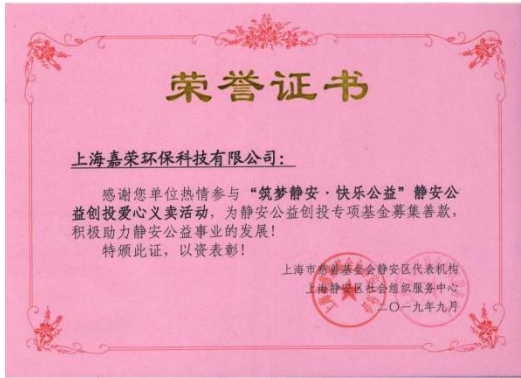 荣誉证书
上海嘉荣环保科技有限公司：
感谢您单位热情参与“筑梦静安·快乐公益”静安公
益创投爱心义卖活动，为静安公益创投专项基金募集善款，
积极助力静安公益事业的发展！
特颁此证，以资表彰！
上海市慈善基金会静安区代表机构
上海静安区社会组织服务中心
二〇一九年九月